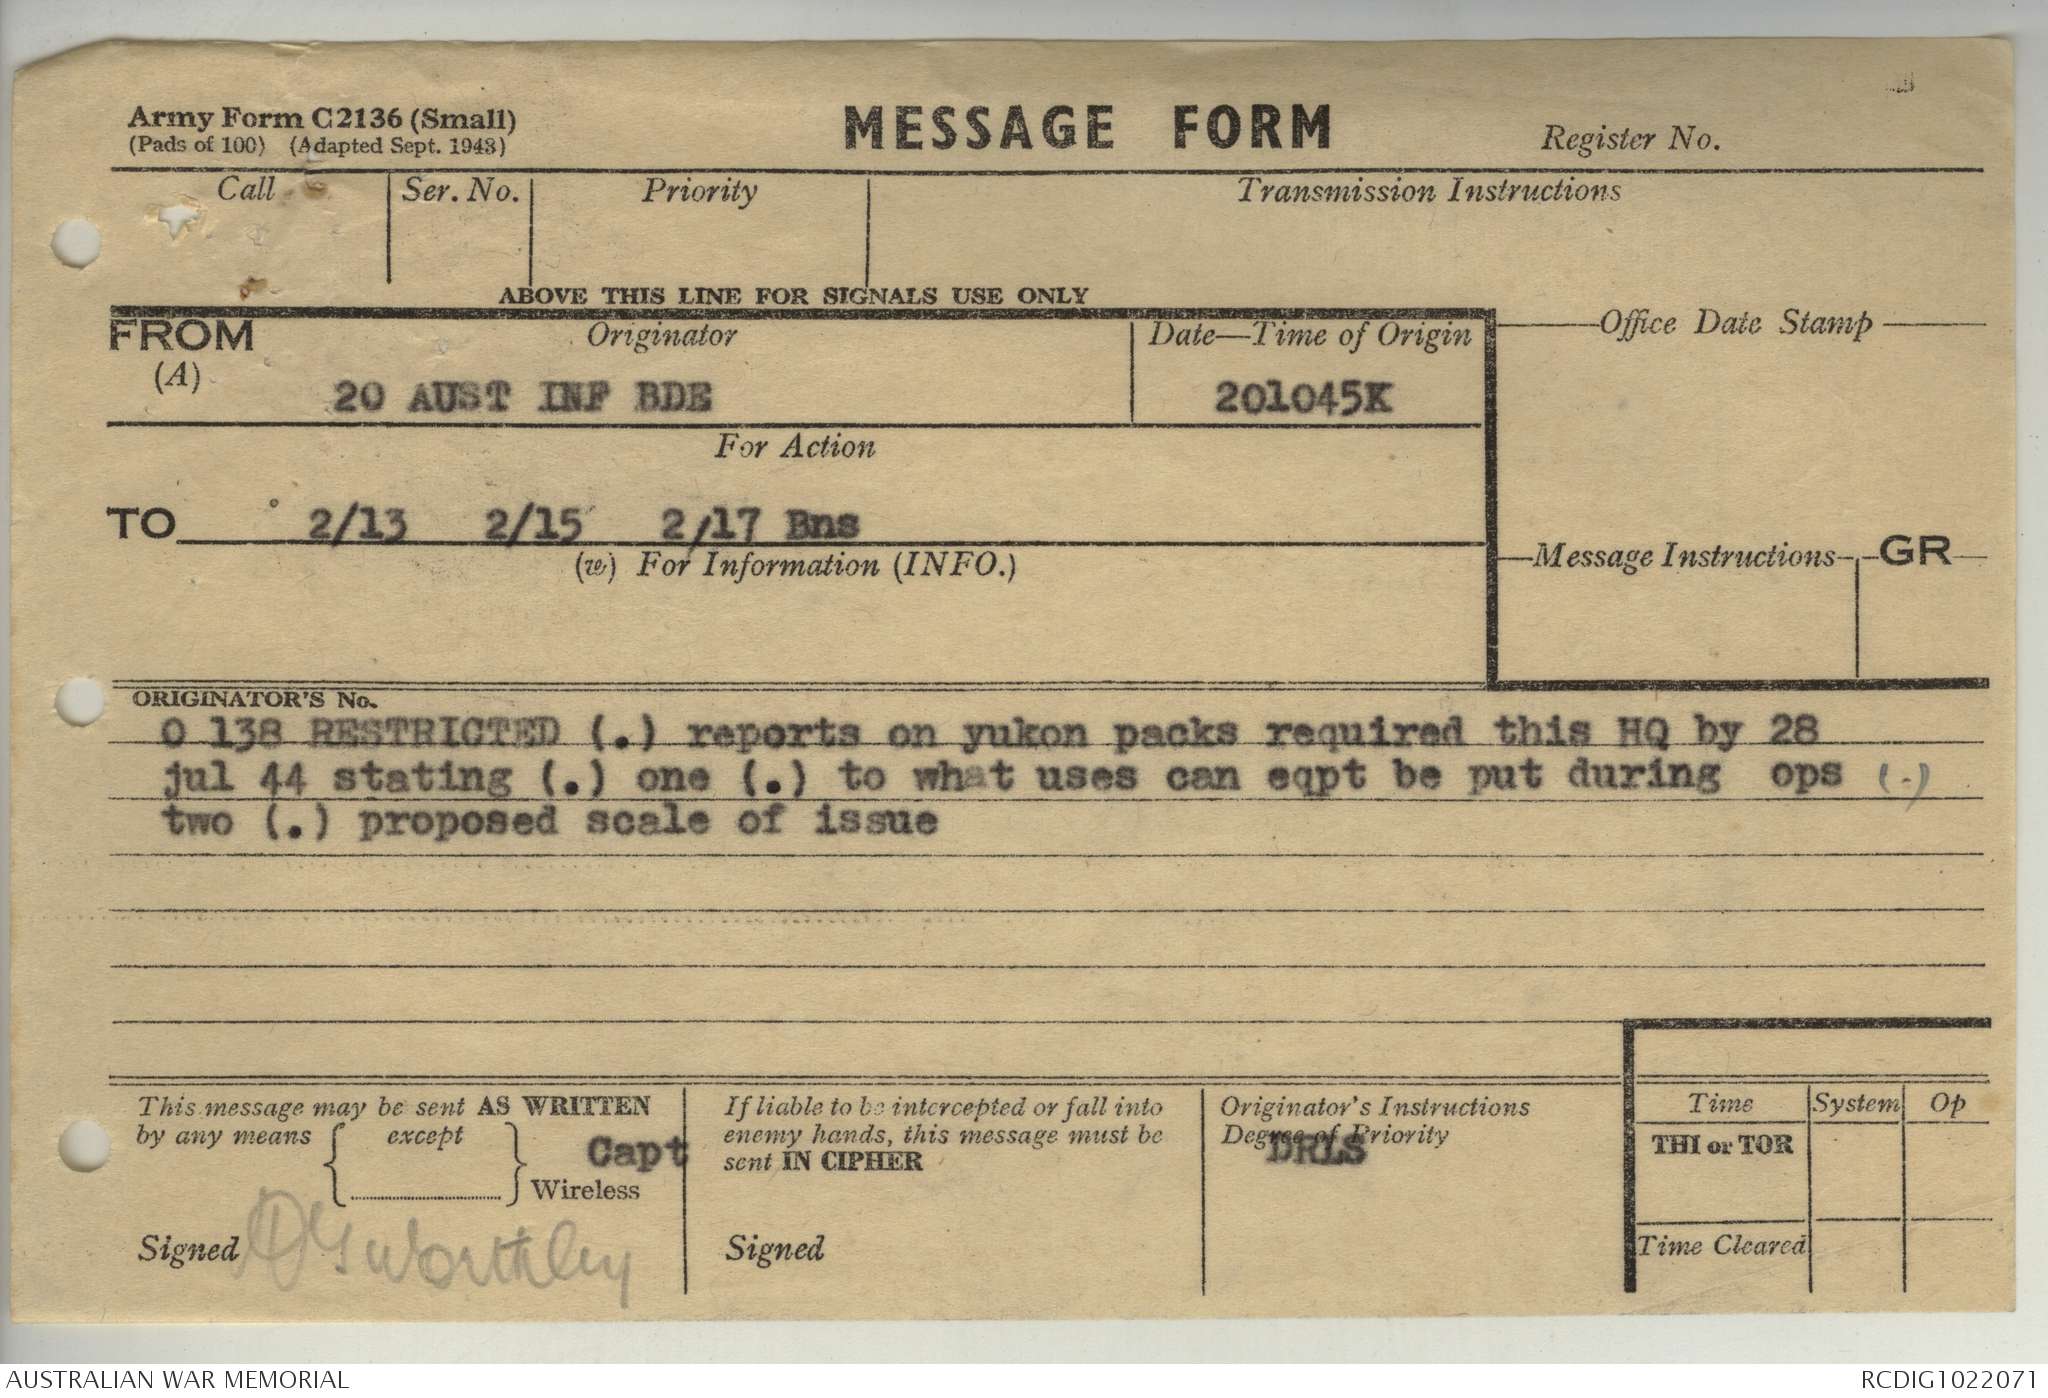 Army Form C2136 (Small)
(Pads of 100) (Adapted Sept. 1943)
MESSAGE FORM
Register No.
Call
Ser. No.
Priority
Transmission Instructions
ABOVE THIS LINE FOR SIGNALS USE ONLY
FROM
(A)
Originator
20 AUST INF BDE
Date—Time of Origin
201045K
Office Date Stamp
For Action
TO 2/13 2/15 2/17 Bns
(w) For Information (INFO.)
Message Instructions
GR
ORIGINATOR'S No.
O 138 RESTRICTED (.) reports on yukon packs required this HQ by 28
jul 44 stating (.) one (.) to what uses can eqpt be put during ops (.)
two (.) proposed scale of issue
This message may be sent AS WRITTEN
by any means { except }
Capt
Wireless
Signed Worthley
If liable to be intercepted or fall into
enemy hands, this message must be
sent IN CIPHER
Signed
Originator's Instructions
Degree of Priority
DRLS
Time System Op
THI or TOR
Time Cleared
AUSTRALIAN WAR MEMORIAL
RCDIG1022071